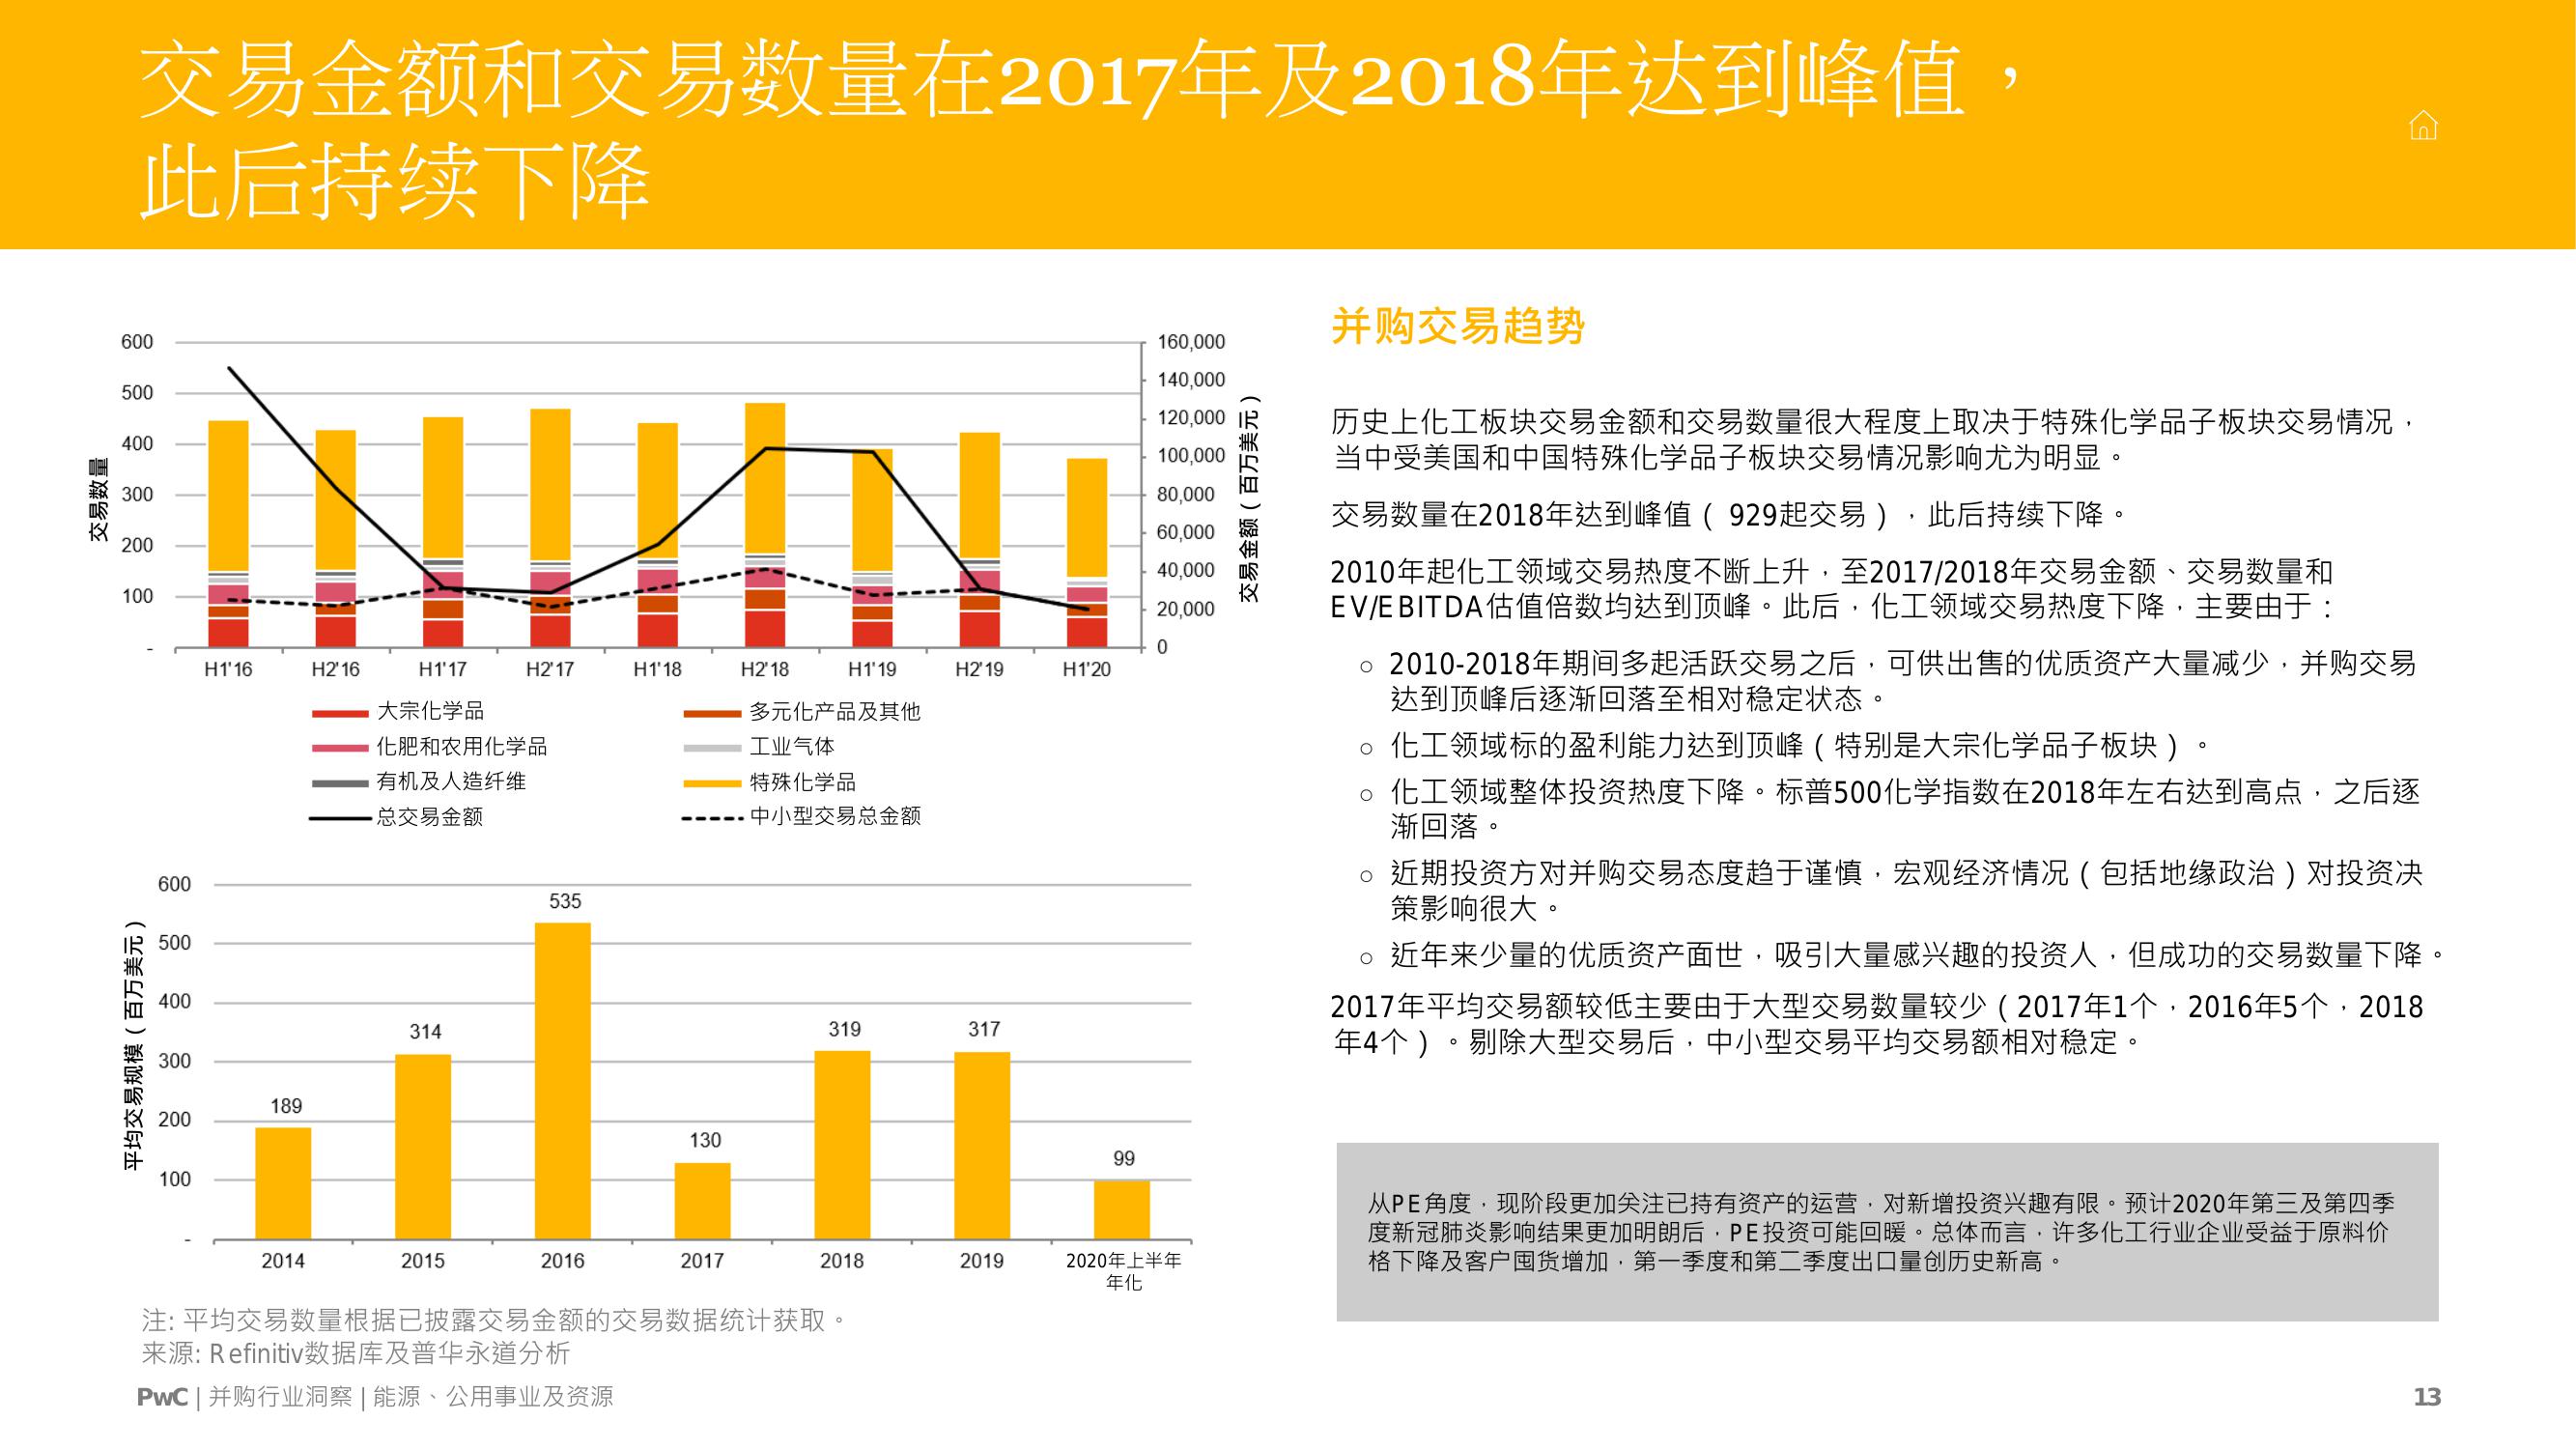 交易金额和交易数量在2017年及2018年达到峰值，
此后持续下降
交易数量
600
500
400
300
200
100
-
160,000
140,000
120,000
100,000
80,000
60,000
40,000
20,000
0
交易金额（百万美元）
H1'16 H2'16 H1'17 H2'17 H1'18 H2'18 H1'19 H2'19 H1'20
大宗化学品 多元化产品及其他
化肥和农用化学品 工业气体
有机及人造纤维 特殊化学品
总交易金额 中小型交易总金额
平均交易规模（百万美元）
600
500
400
300
200
100
-
189 314 535 130 319 317 99
2014 2015 2016 2017 2018 2019 2020年上半年
年化
注: 平均交易数量根据已披露交易金额的交易数据统计获取。
来源: Refinitiv数据库及普华永道分析
并购交易趋势
历史上化工板块交易金额和交易数量很大程度上取决于特殊化学品子板块交易情况，
当中受美国和中国特殊化学品子板块交易情况影响尤为明显。
交易数量在2018年达到峰值（ 929起交易），此后持续下降。
2010年起化工领域交易热度不断上升，至2017/2018年交易金额、交易数量和
EV/EBITDA估值倍数均达到顶峰。此后，化工领域交易热度下降，主要由于：
○ 2010-2018年期间多起活跃交易之后，可供出售的优质资产大量减少，并购交易
达到顶峰后逐渐回落至相对稳定状态。
○ 化工领域标的盈利能力达到顶峰（特别是大宗化学品子板块）。
○ 化工领域整体投资热度下降。标普500化学指数在2018年左右达到高点，之后逐
渐回落。
○ 近期投资方对并购交易态度趋于谨慎，宏观经济情况（包括地缘政治）对投资决
策影响很大。
○ 近年来少量的优质资产面世，吸引大量感兴趣的投资人，但成功的交易数量下降。
2017年平均交易额较低主要由于大型交易数量较少（2017年1个，2016年5个，2018
年4个）。剔除大型交易后，中小型交易平均交易额相对稳定。
从PE角度，现阶段更加关注已持有资产的运营，对新增投资兴趣有限。预计2020年第三及第四季
度新冠肺炎影响结果更加明朗后，PE投资可能回暖。总体而言，许多化工行业企业受益于原料价
格下降及客户囤货增加，第一季度和第二季度出口量创历史新高。
PwC | 并购行业洞察 | 能源、公用事业及资源
13